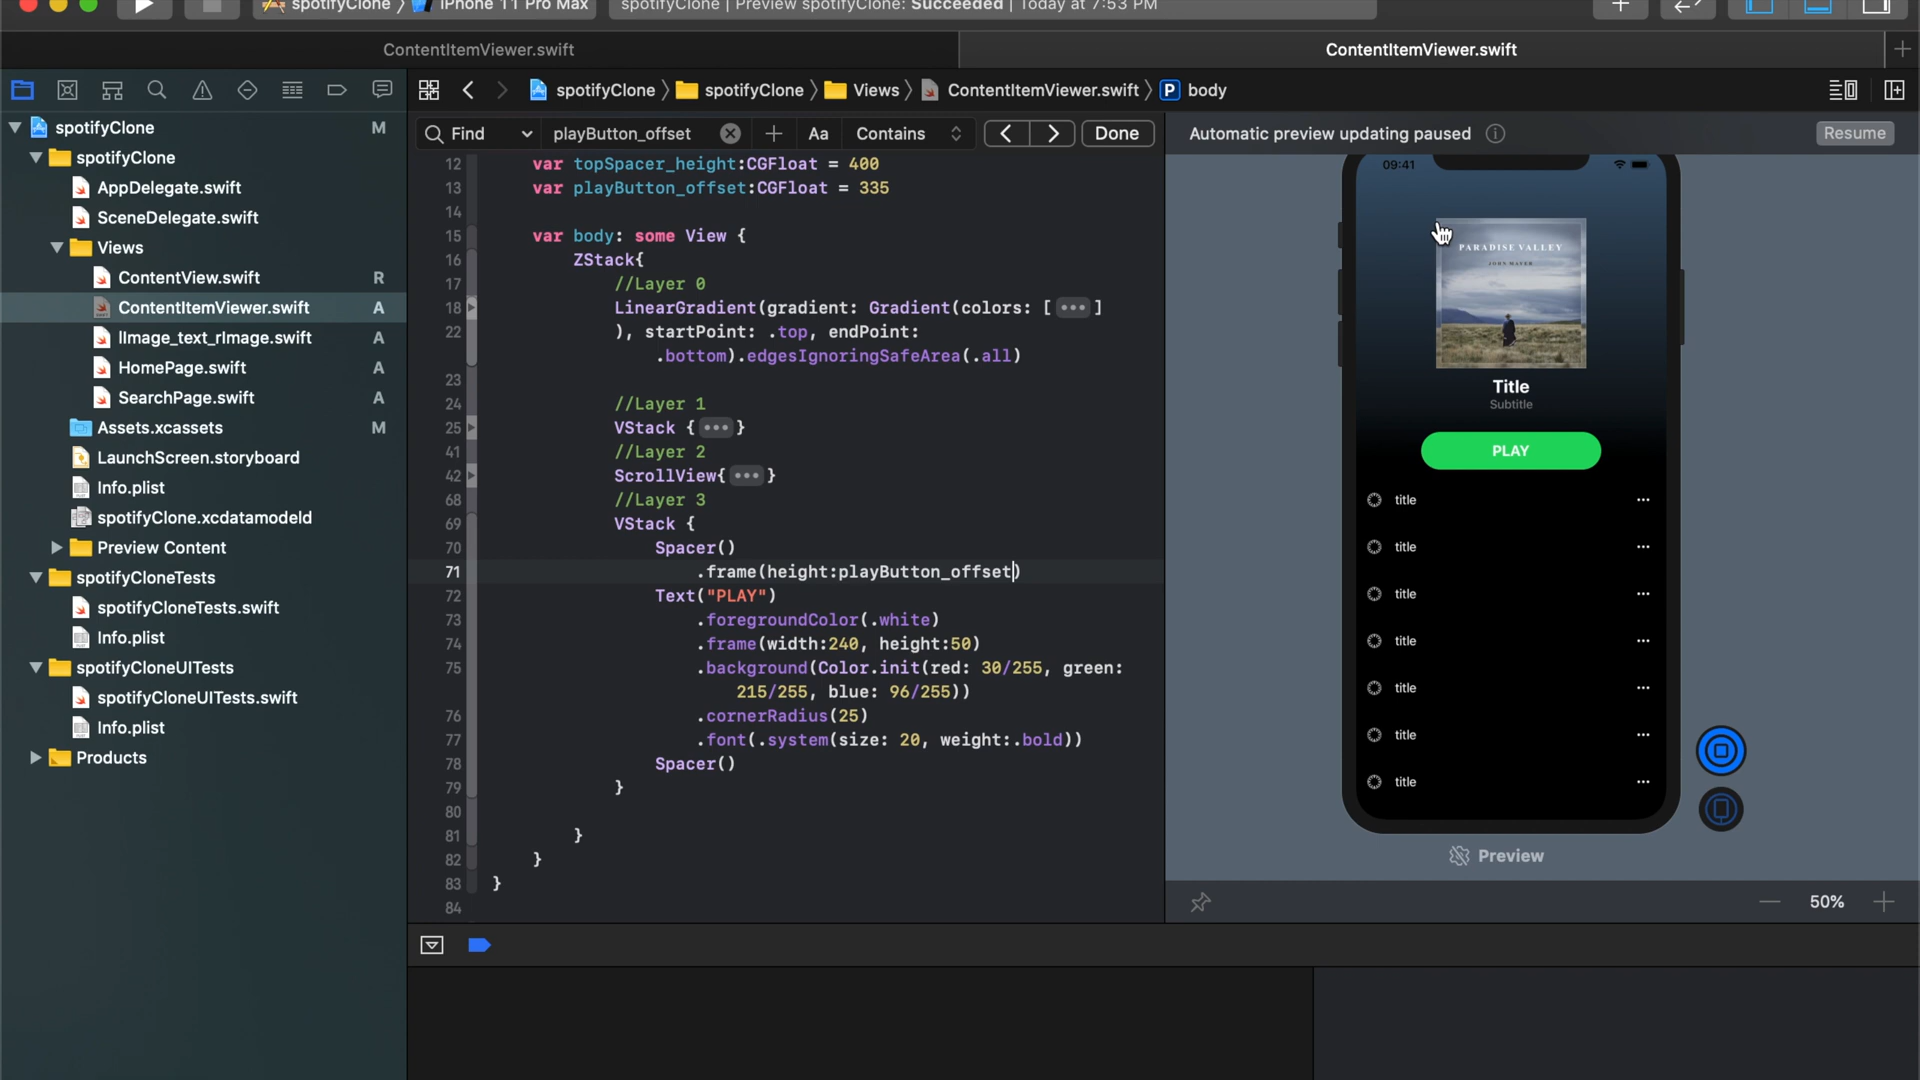 spotifyClone 〉 iPhone 11 Pro Max
spotifyClone | Preview spotifyClone: Succeeded | Today at 7:53 PM
ContentItemViewer.swift
ContentItemViewer.swift
spotifyClone 〉 spotifyClone 〉 Views 〉 ContentItemViewer.swift 〉 P body
Find playButton_offset Aa Contains Done
Automatic preview updating paused Resume
spotifyClone M
spotifyClone
AppDelegate.swift
SceneDelegate.swift
Views
ContentView.swift R
ContentItemViewer.swift A
lImage_text_rImage.swift A
HomePage.swift A
SearchPage.swift A
Assets.xcassets M
LaunchScreen.storyboard
Info.plist
spotifyClone.xcdatamodeld
Preview Content
spotifyCloneTests
spotifyCloneTests.swift
Info.plist
spotifyCloneUITests
spotifyCloneUITests.swift
Info.plist
Products
12 var topSpacer_height:CGFloat = 400
13 var playButton_offset:CGFloat = 335
14
15 var body: some View {
16 ZStack{
17 //Layer 0
18 LinearGradient(gradient: Gradient(colors: [•••]
22 ), startPoint: .top, endPoint:
.bottom).edgesIgnoringSafeArea(.all)
23
24 //Layer 1
25 VStack {•••}
41 //Layer 2
42 ScrollView{•••}
68 //Layer 3
69 VStack {
70 Spacer()
71 .frame(height:playButton_offset)
72 Text("PLAY")
73 .foregroundColor(.white)
74 .frame(width:240, height:50)
75 .background(Color.init(red: 30/255, green:
215/255, blue: 96/255))
76 .cornerRadius(25)
77 .font(.system(size: 20, weight:.bold))
78 Spacer()
79 }
80
81 }
82 }
83 }
84
09:41
PARADISE VALLEY
JOHN MAYER
Title
Subtitle
PLAY
title •••
title •••
title •••
title •••
title •••
title •••
title •••
Preview
50%